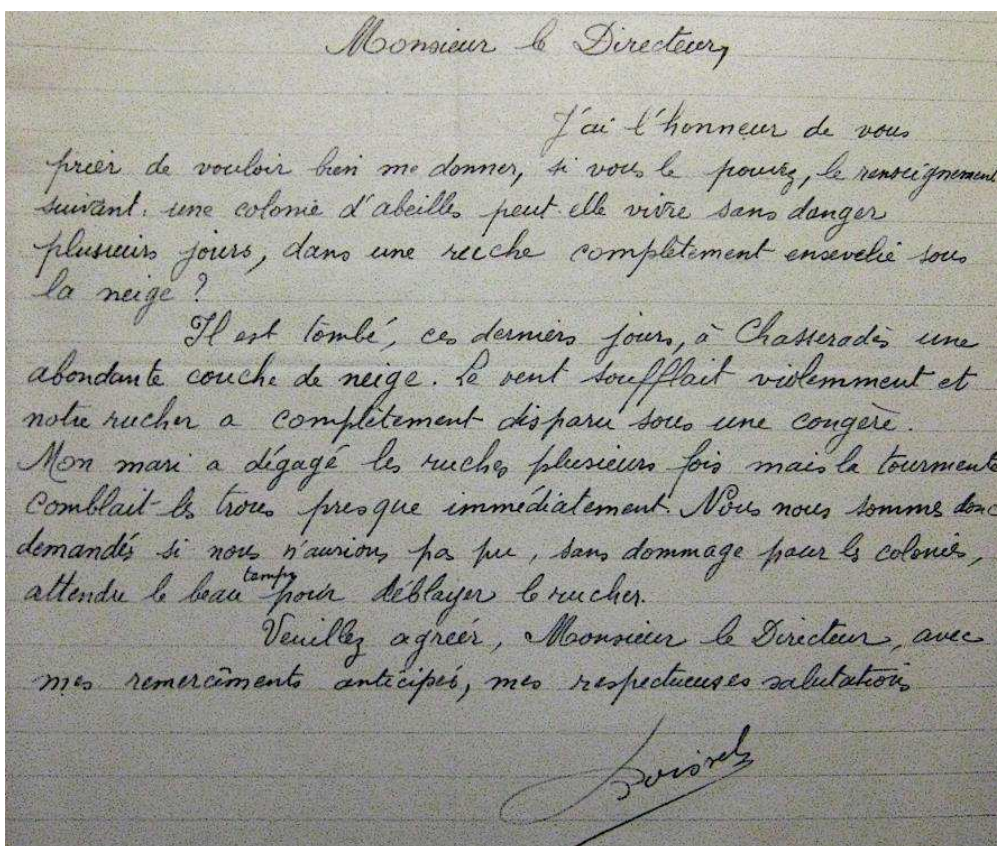 Monsieur le Directeur,
J'ai l'honneur de vous
prier de vouloir bien me donner, si vous le pouvez, le renseignement
suivant. une colonie d'abeilles peut-elle vivre sans danger
plusieurs jours, dans une ruche complètement ensevelie sous
la neige ?
Il est tombé, ces derniers jours, à Chasseradès une
abondante couche de neige. Le vent soufflait violemment et
notre rucher a complètement disparu sous une congère.
Mon mari a dégagé les ruches plusieurs fois mais la tourmente
comblait les trous presque immédiatement. Nous nous sommes donc
demandés si nous n'aurions pas pu, sans dommage pour les colonies,
attendre le beau temps pour déblayer le rucher.
Veuillez agréer, Monsieur le Directeur, avec
mes remercîments anticipés, mes respectueuses salutations